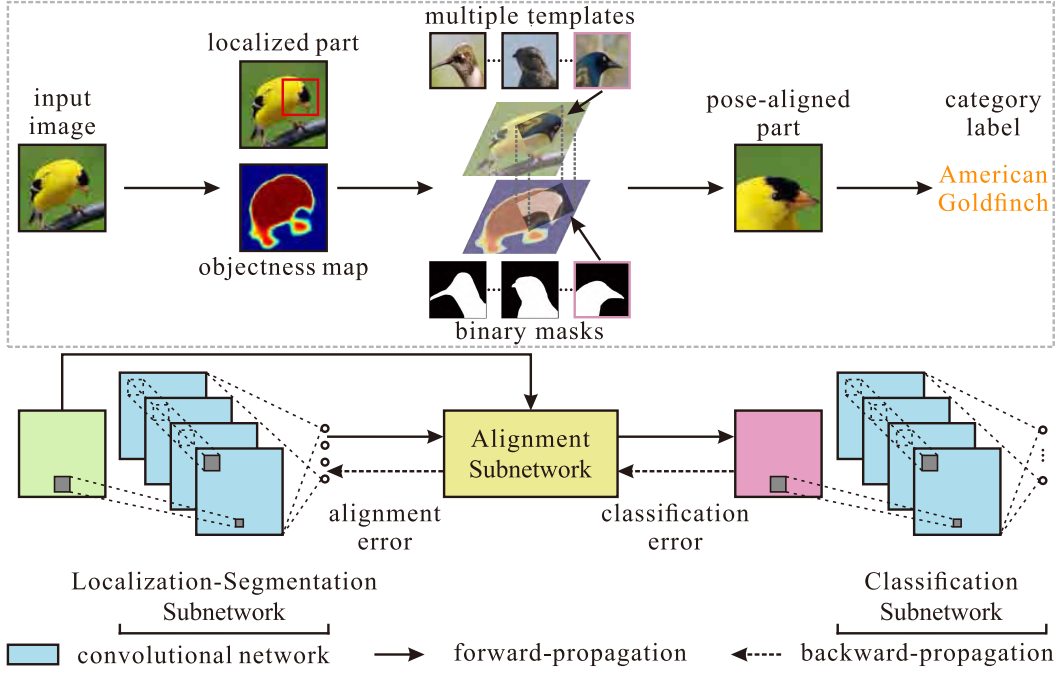 multiple templates
localized part
input
image
pose-aligned
part
category
label
American
Goldfinch
objectness map
binary masks
Alignment
Subnetwork
alignment
error
classification
error
Localization-Segmentation
Subnetwork
Classification
Subnetwork
convolutional network
forward-propagation
backward-propagation